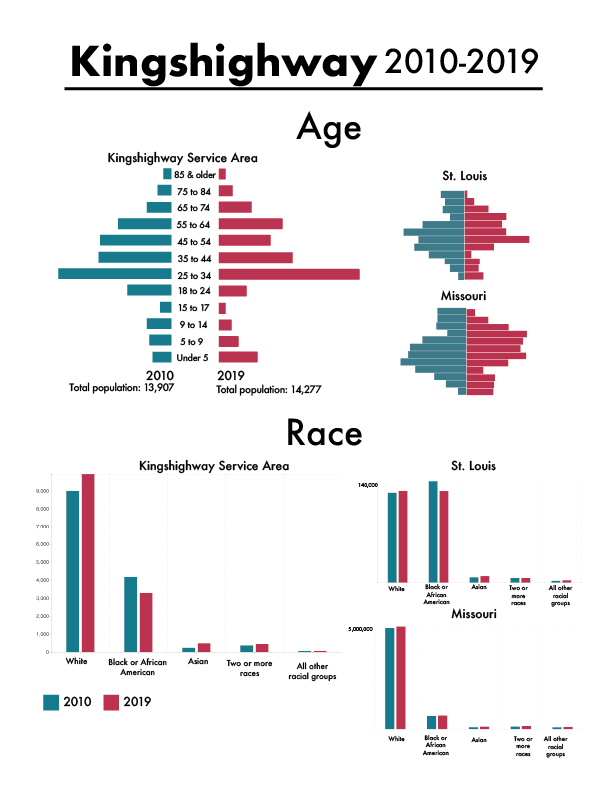 Kingshighway 2010-2019
Age
Kingshighway Service Area
85 & older
75 to 84
65 to 74
55 to 64
45 to 54
35 to 44
25 to 34
18 to 24
15 to 17
9 to 14
5 to 9
Under 5
2010 2019
Total population: 13,907 Total population: 14,277
St. Louis
Missouri
Race
Kingshighway Service Area
9,000
8,000
7,000
6,000
5,000
4,000
3,000
2,000
1,000
0
White Black or African Asian Two or more All other
American races racial groups
2010 2019
St. Louis
140,000
White Black or Asian Two or All other
African more racial
American races groups
Missouri
5,000,000
White Black or Asian Two or All other
African more racial
American races groups